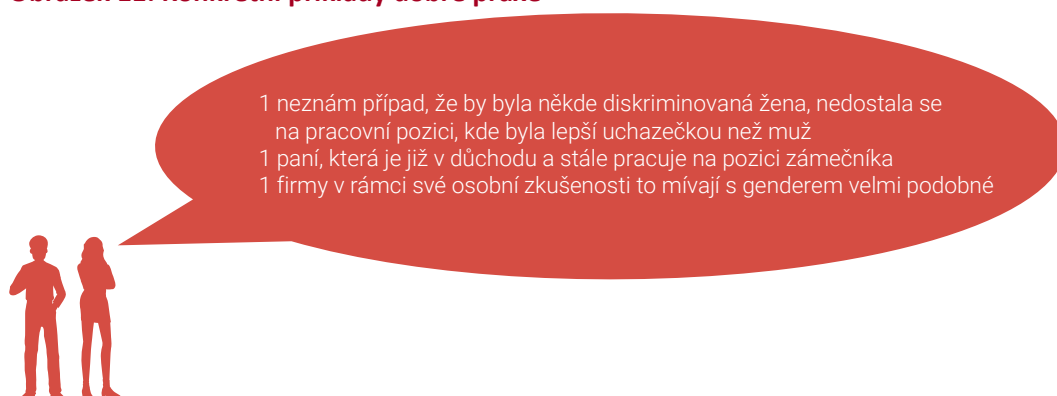 1 neznám případ, že by byla někde diskriminovaná žena, nedostala se
na pracovní pozici, kde byla lepší uchazečkou než muž
1 paní, která je již v důchodu a stále pracuje na pozici zámečníka
1 firmy v rámci své osobní zkušenosti to mívají s genderem velmi podobné